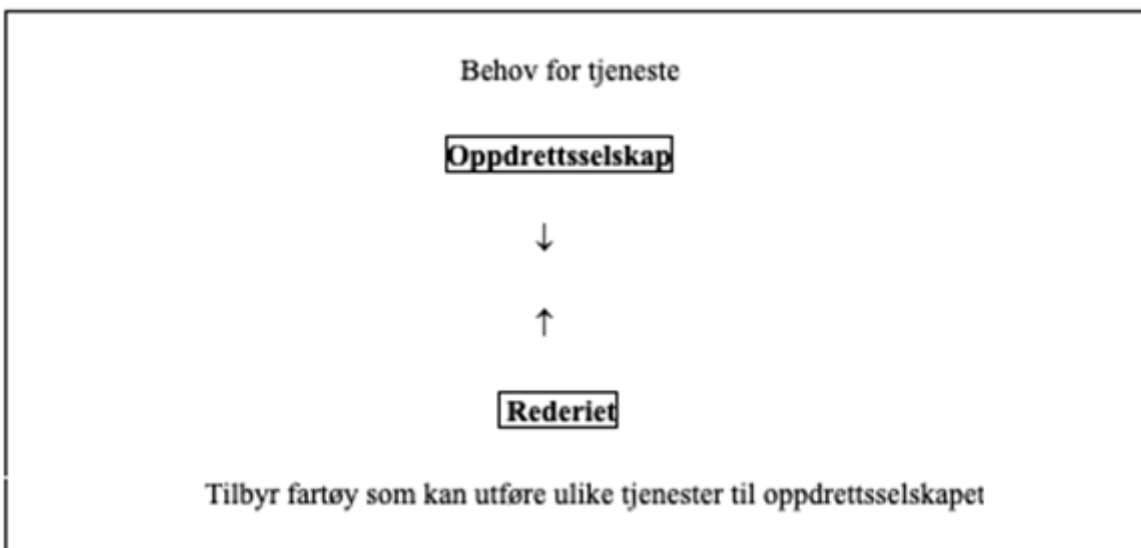 Behov for tjeneste
Oppdrettsselskap
↓
↑
Rederiet
Tilbyr fartøy som kan utføre ulike tjenester til oppdrettsselskapet